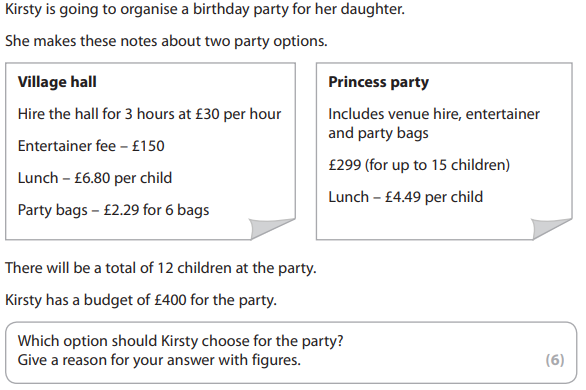 Kirsty is going to organise a birthday party for her daughter.
She makes these notes about two party options.
Village hall
Hire the hall for 3 hours at £30 per hour
Entertainer fee – £150
Lunch – £6.80 per child
Party bags – £2.29 for 6 bags
Princess party
Includes venue hire, entertainer
and party bags
£299 (for up to 15 children)
Lunch – £4.49 per child
There will be a total of 12 children at the party.
Kirsty has a budget of £400 for the party.
Which option should Kirsty choose for the party?
Give a reason for your answer with figures.
(6)